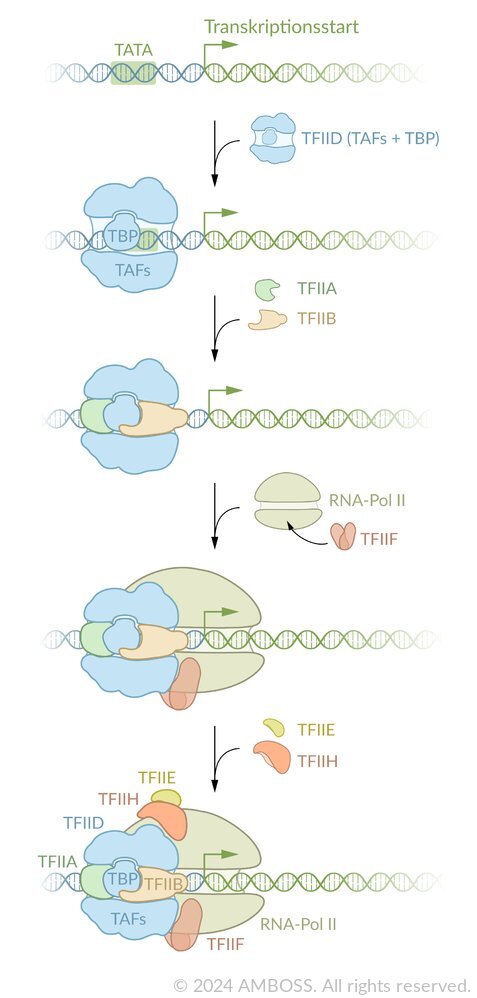 Transkriptionsstart
TATA
TFIID (TAFs + TBP)
TBP
TAFs
TFIIA
TFIIB
RNA-Pol II
TFIIF
TFIIE
TFIIH
TFIIE
TFIIH
TFIID
TFIIA
TBP
TFIIB
TAFs
RNA-Pol II
TFIIF
© 2024 AMBOSS. All rights reserved.